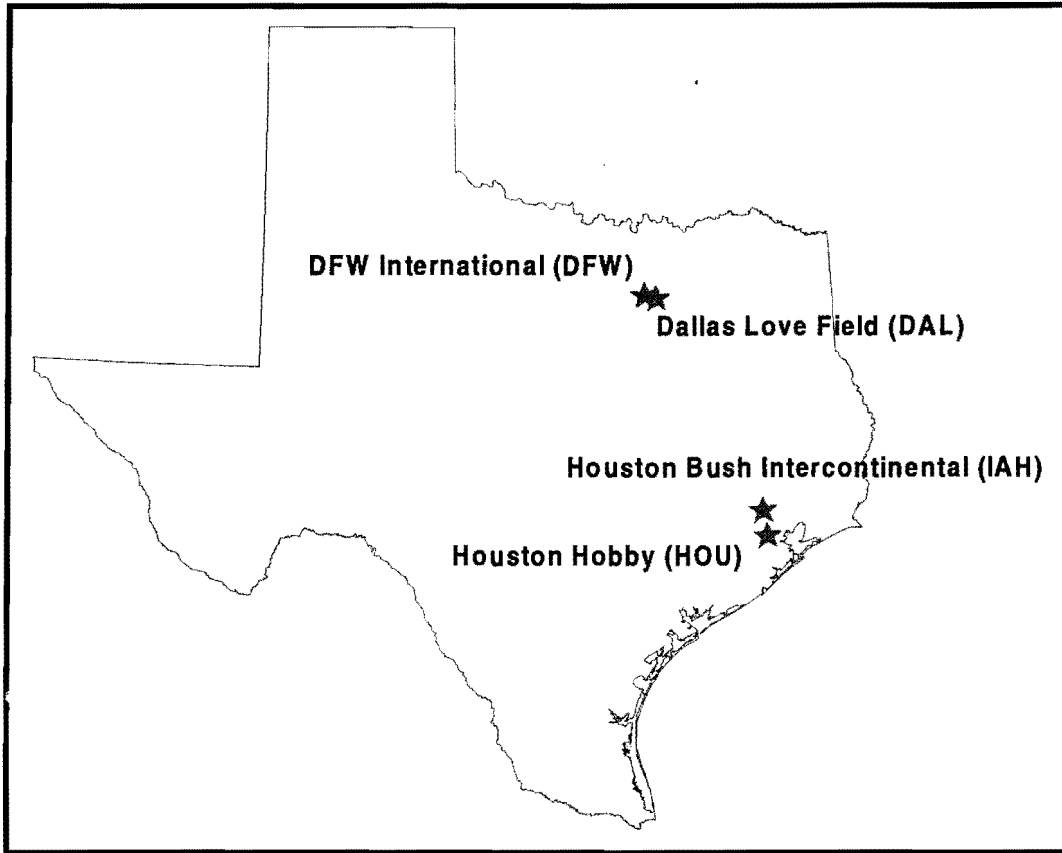 DFW International (DFW)
Dallas Love Field (DAL)
Houston Bush Intercontinental (IAH)
Houston Hobby (HOU)